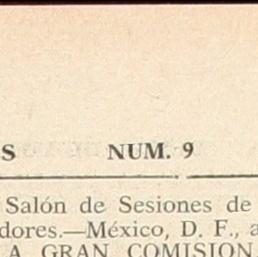 S NUM. 9
Salón de Sesiones de
dores.—México, D. F., a
A GRAN COMISION